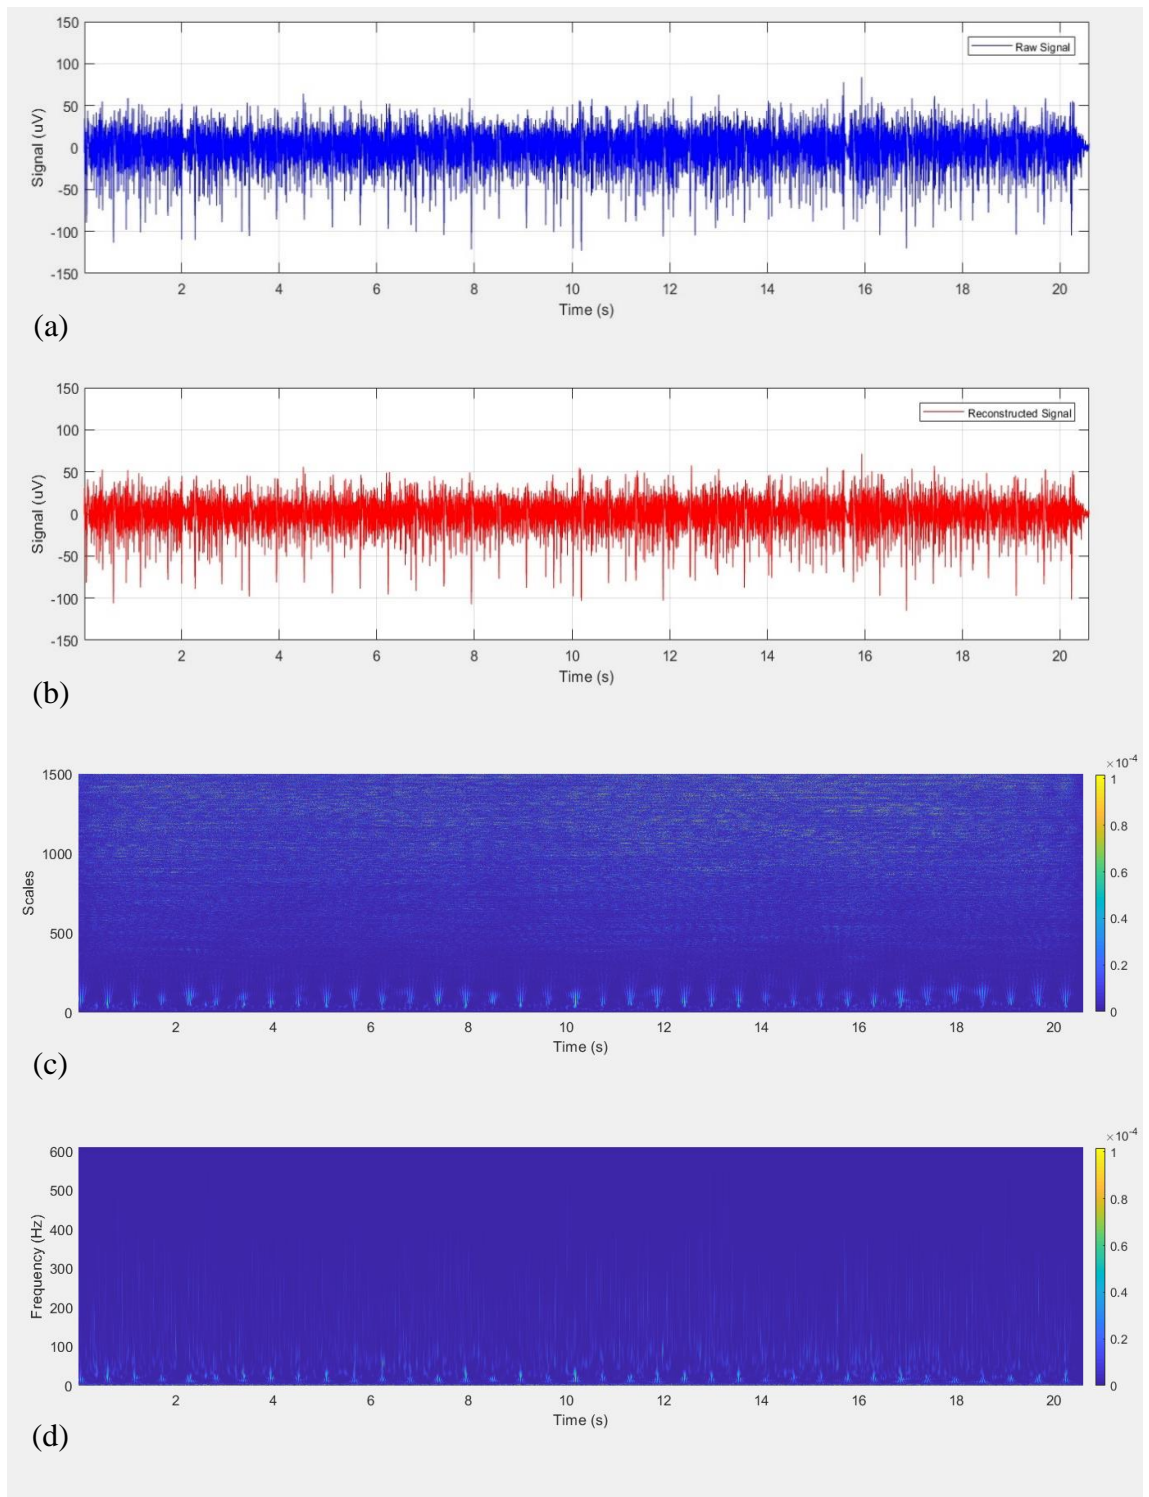 150
100
50
0
-50
-100
-150
Signal (uV)
Raw Signal
2 4 6 8 10 12 14 16 18 20
Time (s)
(a)
150
100
50
0
-50
-100
-150
Signal (uV)
Reconstructed Signal
2 4 6 8 10 12 14 16 18 20
Time (s)
(b)
1500
1000
500
0
Scales
×10-4
1
0.8
0.6
0.4
0.2
0
2 4 6 8 10 12 14 16 18 20
Time (s)
(c)
600
500
400
300
200
100
0
Frequency (Hz)
×10-4
1
0.8
0.6
0.4
0.2
0
2 4 6 8 10 12 14 16 18 20
Time (s)
(d)